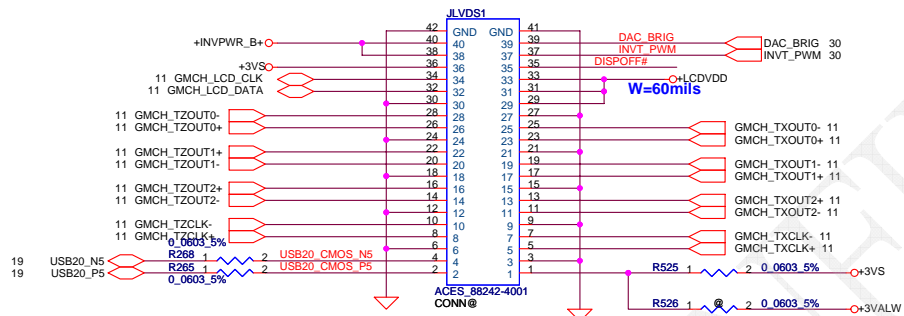 JLVDS1
42 GND GND 41
+INVPWR_B+ 40 40 39 39 DAC_BRIG DAC_BRIG 30
38 38 37 37 INVT_PWM INVT_PWM 30
+3VS 36 36 35 35 DISPOFF#
11 GMCH_LCD_CLK 34 34 33 33 +LCDVDD
11 GMCH_LCD_DATA 32 32 31 31 W=60mils
30 30 29 29
11 GMCH_TZOUT0- 28 28 27 27
11 GMCH_TZOUT0+ 26 26 25 25 GMCH_TXOUT0- 11
24 24 23 23 GMCH_TXOUT0+ 11
11 GMCH_TZOUT1+ 22 22 21 21
11 GMCH_TZOUT1- 20 20 19 19 GMCH_TXOUT1- 11
18 18 17 17 GMCH_TXOUT1+ 11
11 GMCH_TZOUT2+ 16 16 15 15
11 GMCH_TZOUT2- 14 14 13 13 GMCH_TXOUT2+ 11
12 12 11 11 GMCH_TXOUT2- 11
11 GMCH_TZCLK- 10 10 9 9
11 GMCH_TZCLK+ 8 8 7 7 GMCH_TXCLK- 11
0_0603_5% 6 6 5 5 GMCH_TXCLK+ 11
19 USB20_N5 R268 1 2 USB20_CMOS_N5 4 4 3 3
19 USB20_P5 R265 1 2 USB20_CMOS_P5 2 2 1 1 R525 1 2 0_0603_5% +3VS
0_0603_5%
ACES_88242-4001
CONN@
R526 1 @ 2 0_0603_5% +3VALW